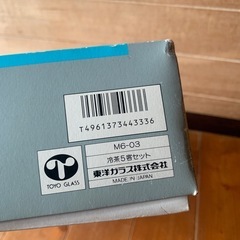 T4961373443336
M6-03
冷茶5客セット
東洋ガラス株式会社
MADE IN JAPAN
TOYO GLASS